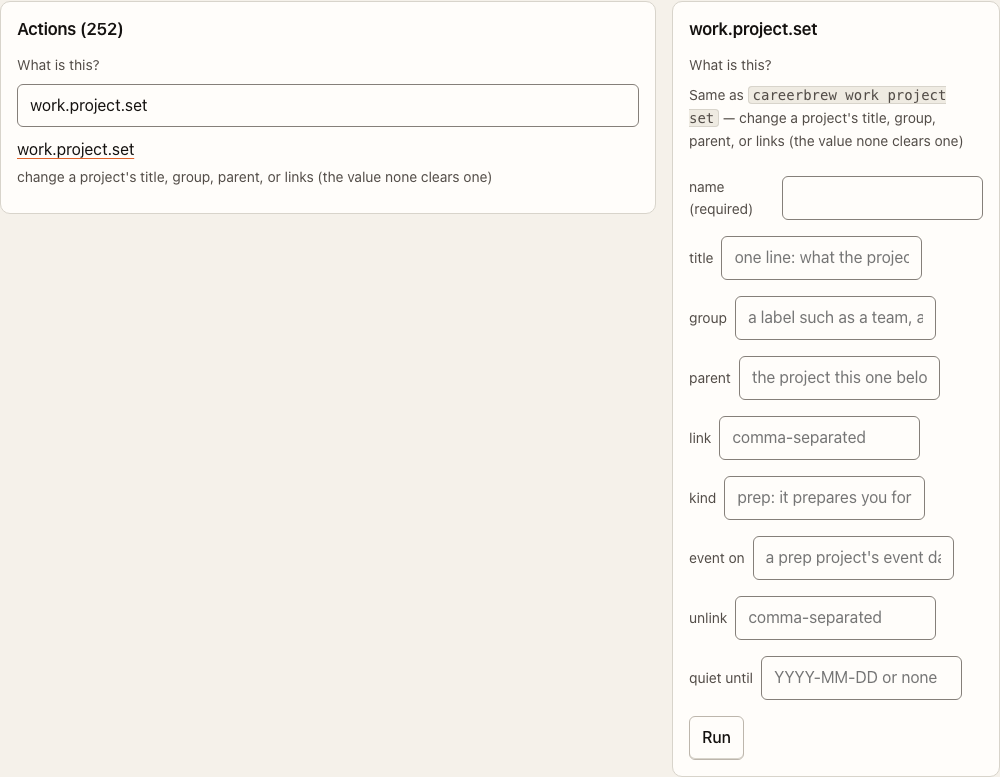 Actions (252)
What is this?
work.project.set
work.project.set
change a project's title, group, parent, or links (the value none clears one)
work.project.set
What is this?
Same as careerbrew work project
set — change a project's title, group,
parent, or links (the value none clears one)
name
(required)
title one line: what the projec
group a label such as a team, a
parent the project this one belo
link comma-separated
kind prep: it prepares you for
event on a prep project's event da
unlink comma-separated
quiet until YYYY-MM-DD or none
Run